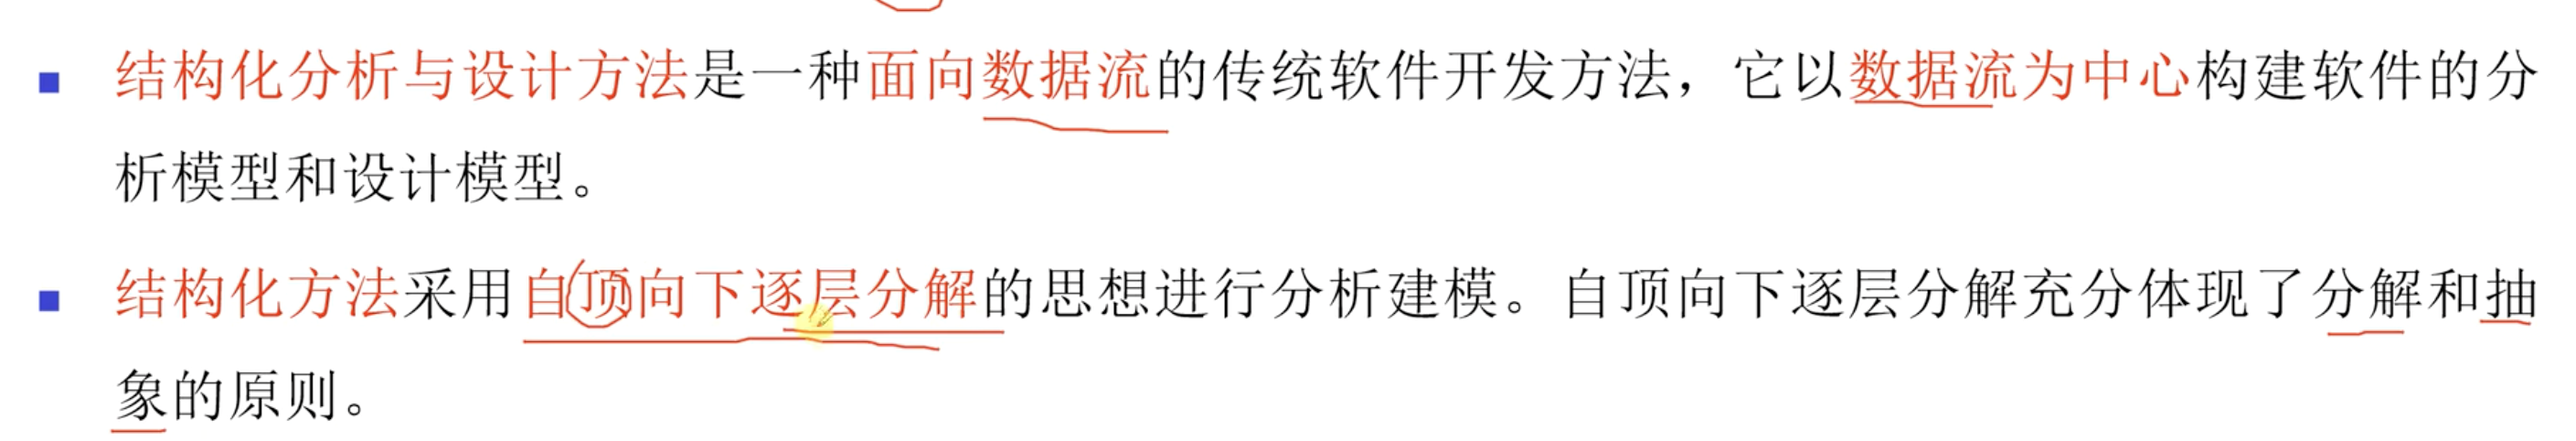 ▪ 结构化分析与设计方法是一种面向数据流的传统软件开发方法，它以数据流为中心构建软件的分
析模型和设计模型。
▪ 结构化方法采用自顶向下逐层分解的思想进行分析建模。自顶向下逐层分解充分体现了分解和抽
象的原则。